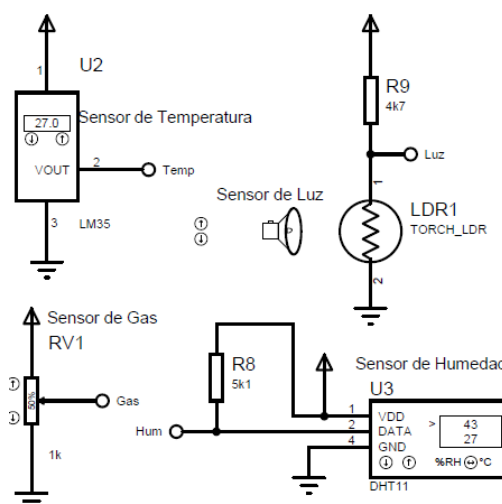 U2
1
27.0
Sensor de Temperatura
VOUT
2
Temp
3
LM35
R9
4k7
Luz
1
Sensor de Luz
LDR1
TORCH_LDR
2
Sensor de Gas
RV1
50%
Gas
1k
R8
5k1
Hum
Sensor de Humedad
U3
1
VDD
2
DATA
4
GND
>
43
27
%RH
°C
DHT11